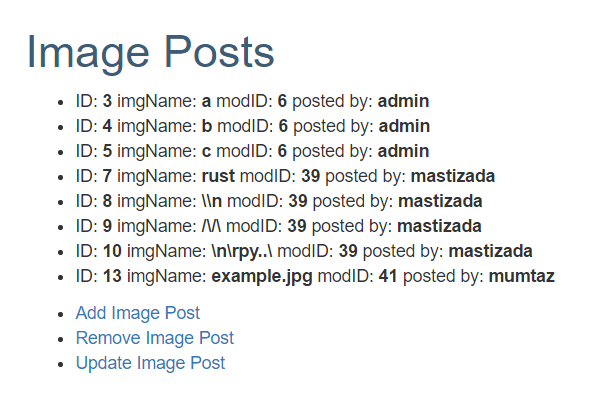 Image Posts
ID: 3 imgName: a modID: 6 posted by: admin
ID: 4 imgName: b modID: 6 posted by: admin
ID: 5 imgName: c modID: 6 posted by: admin
ID: 7 imgName: rust modID: 39 posted by: mastizada
ID: 8 imgName: \\n modID: 39 posted by: mastizada
ID: 9 imgName: /\/\ modID: 39 posted by: mastizada
ID: 10 imgName: \n\rpy..\ modID: 39 posted by: mastizada
ID: 13 imgName: example.jpg modID: 41 posted by: mumtaz
Add Image Post
Remove Image Post
Update Image Post